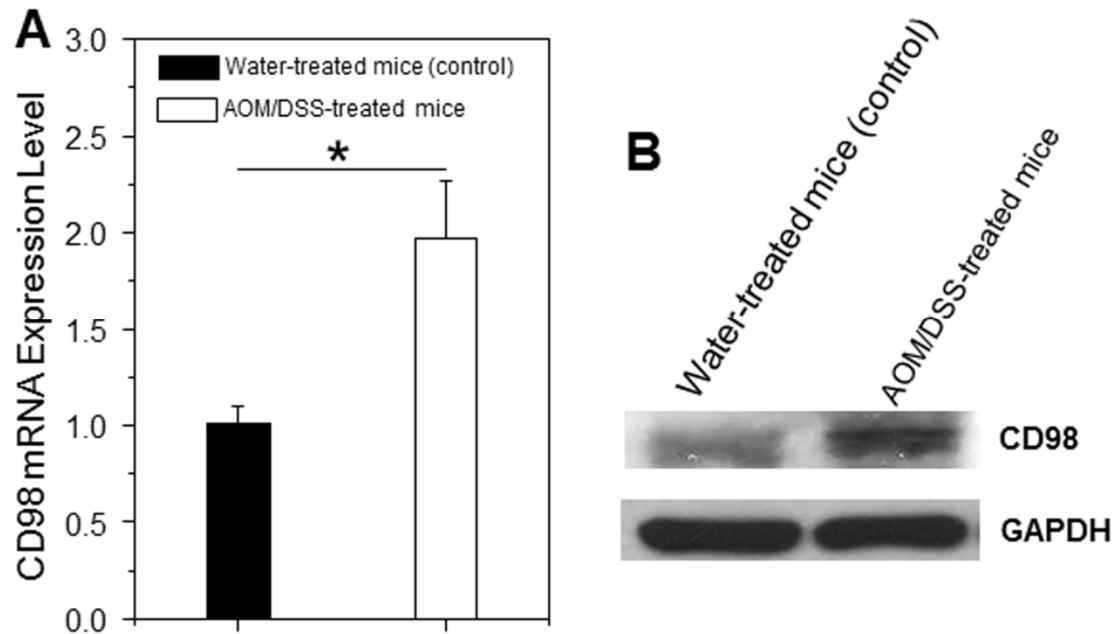 A
3.0
2.5
2.0
1.5
1.0
0.5
0.0
CD98 mRNA Expression Level
Water-treated mice (control)
AOM/DSS-treated mice
*
B
Water-treated mice (control)
AOM/DSS-treated mice
CD98
GAPDH